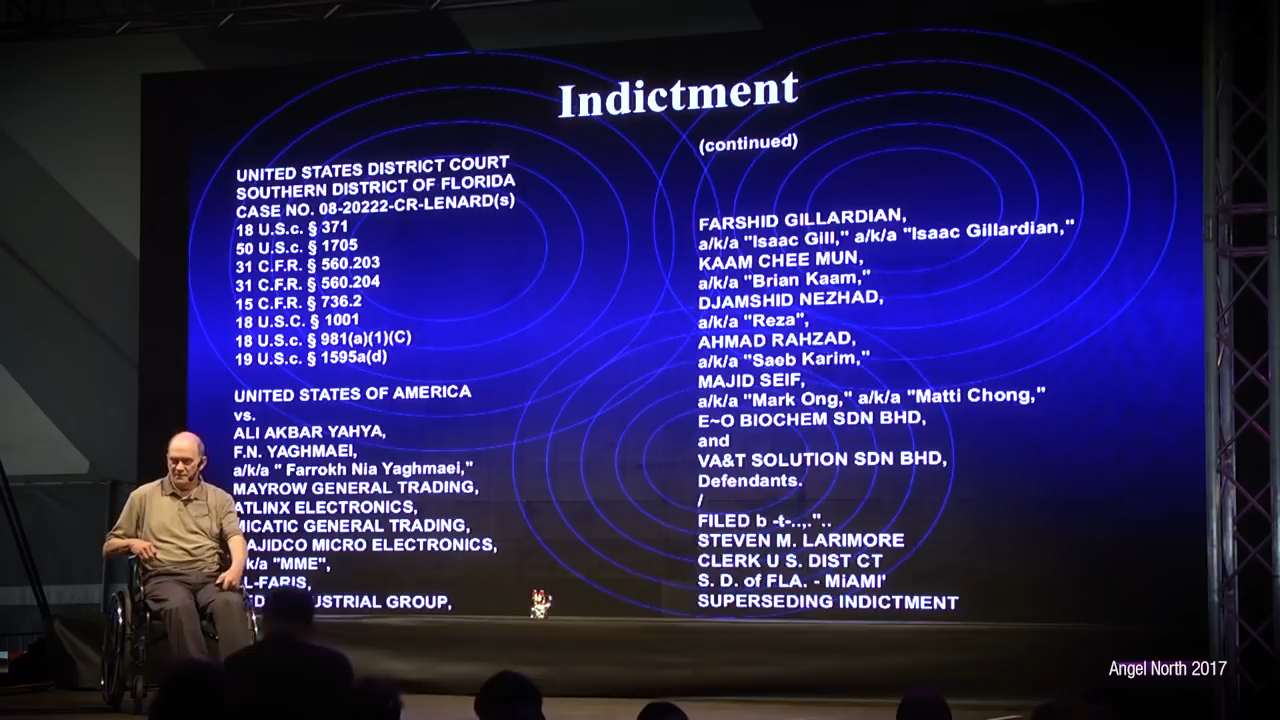 Indictment
UNITED STATES DISTRICT COURT
SOUTHERN DISTRICT OF FLORIDA
CASE NO. 08-20222-CR-LENARD(s)
18 U.S.c. § 371
50 U.S.c. § 1705
31 C.F.R. § 560.203
31 C.F.R. § 560.204
15 C.F.R. § 736.2
18 U.S.C. § 1001
18 U.S.c. § 981(a)(1)(C)
19 U.S.c. § 1595a(d)
UNITED STATES OF AMERICA
vs.
ALI AKBAR YAHYA,
F.N. YAGHMAEI,
a/k/a " Farrokh Nia Yaghmaei,"
MAYROW GENERAL TRADING,
ATLINX ELECTRONICS,
MICATIC GENERAL TRADING,
AJIDCO MICRO ELECTRONICS,
k/a "MME",
L-FARIS,
GROUP,
(continued)
FARSHID GILLARDIAN,
a/k/a "Isaac Gill," a/k/a "Isaac Gillardian,"
KAAM CHEE MUN,
a/k/a "Brian Kaam,"
DJAMSHID NEZHAD,
a/k/a "Reza",
AHMAD RAHZAD,
a/k/a "Saeb Karim,"
MAJID SEIF,
a/k/a "Mark Ong," a/k/a "Matti Chong,"
E~O BIOCHEM SDN BHD,
and
VA&T SOLUTION SDN BHD,
Defendants.
/
FILED b -t-..,."..
STEVEN M. LARIMORE
CLERK U S. DIST CT
S. D. of FLA. - MiAMI'
SUPERSEDING INDICTMENT
Angel North 2017